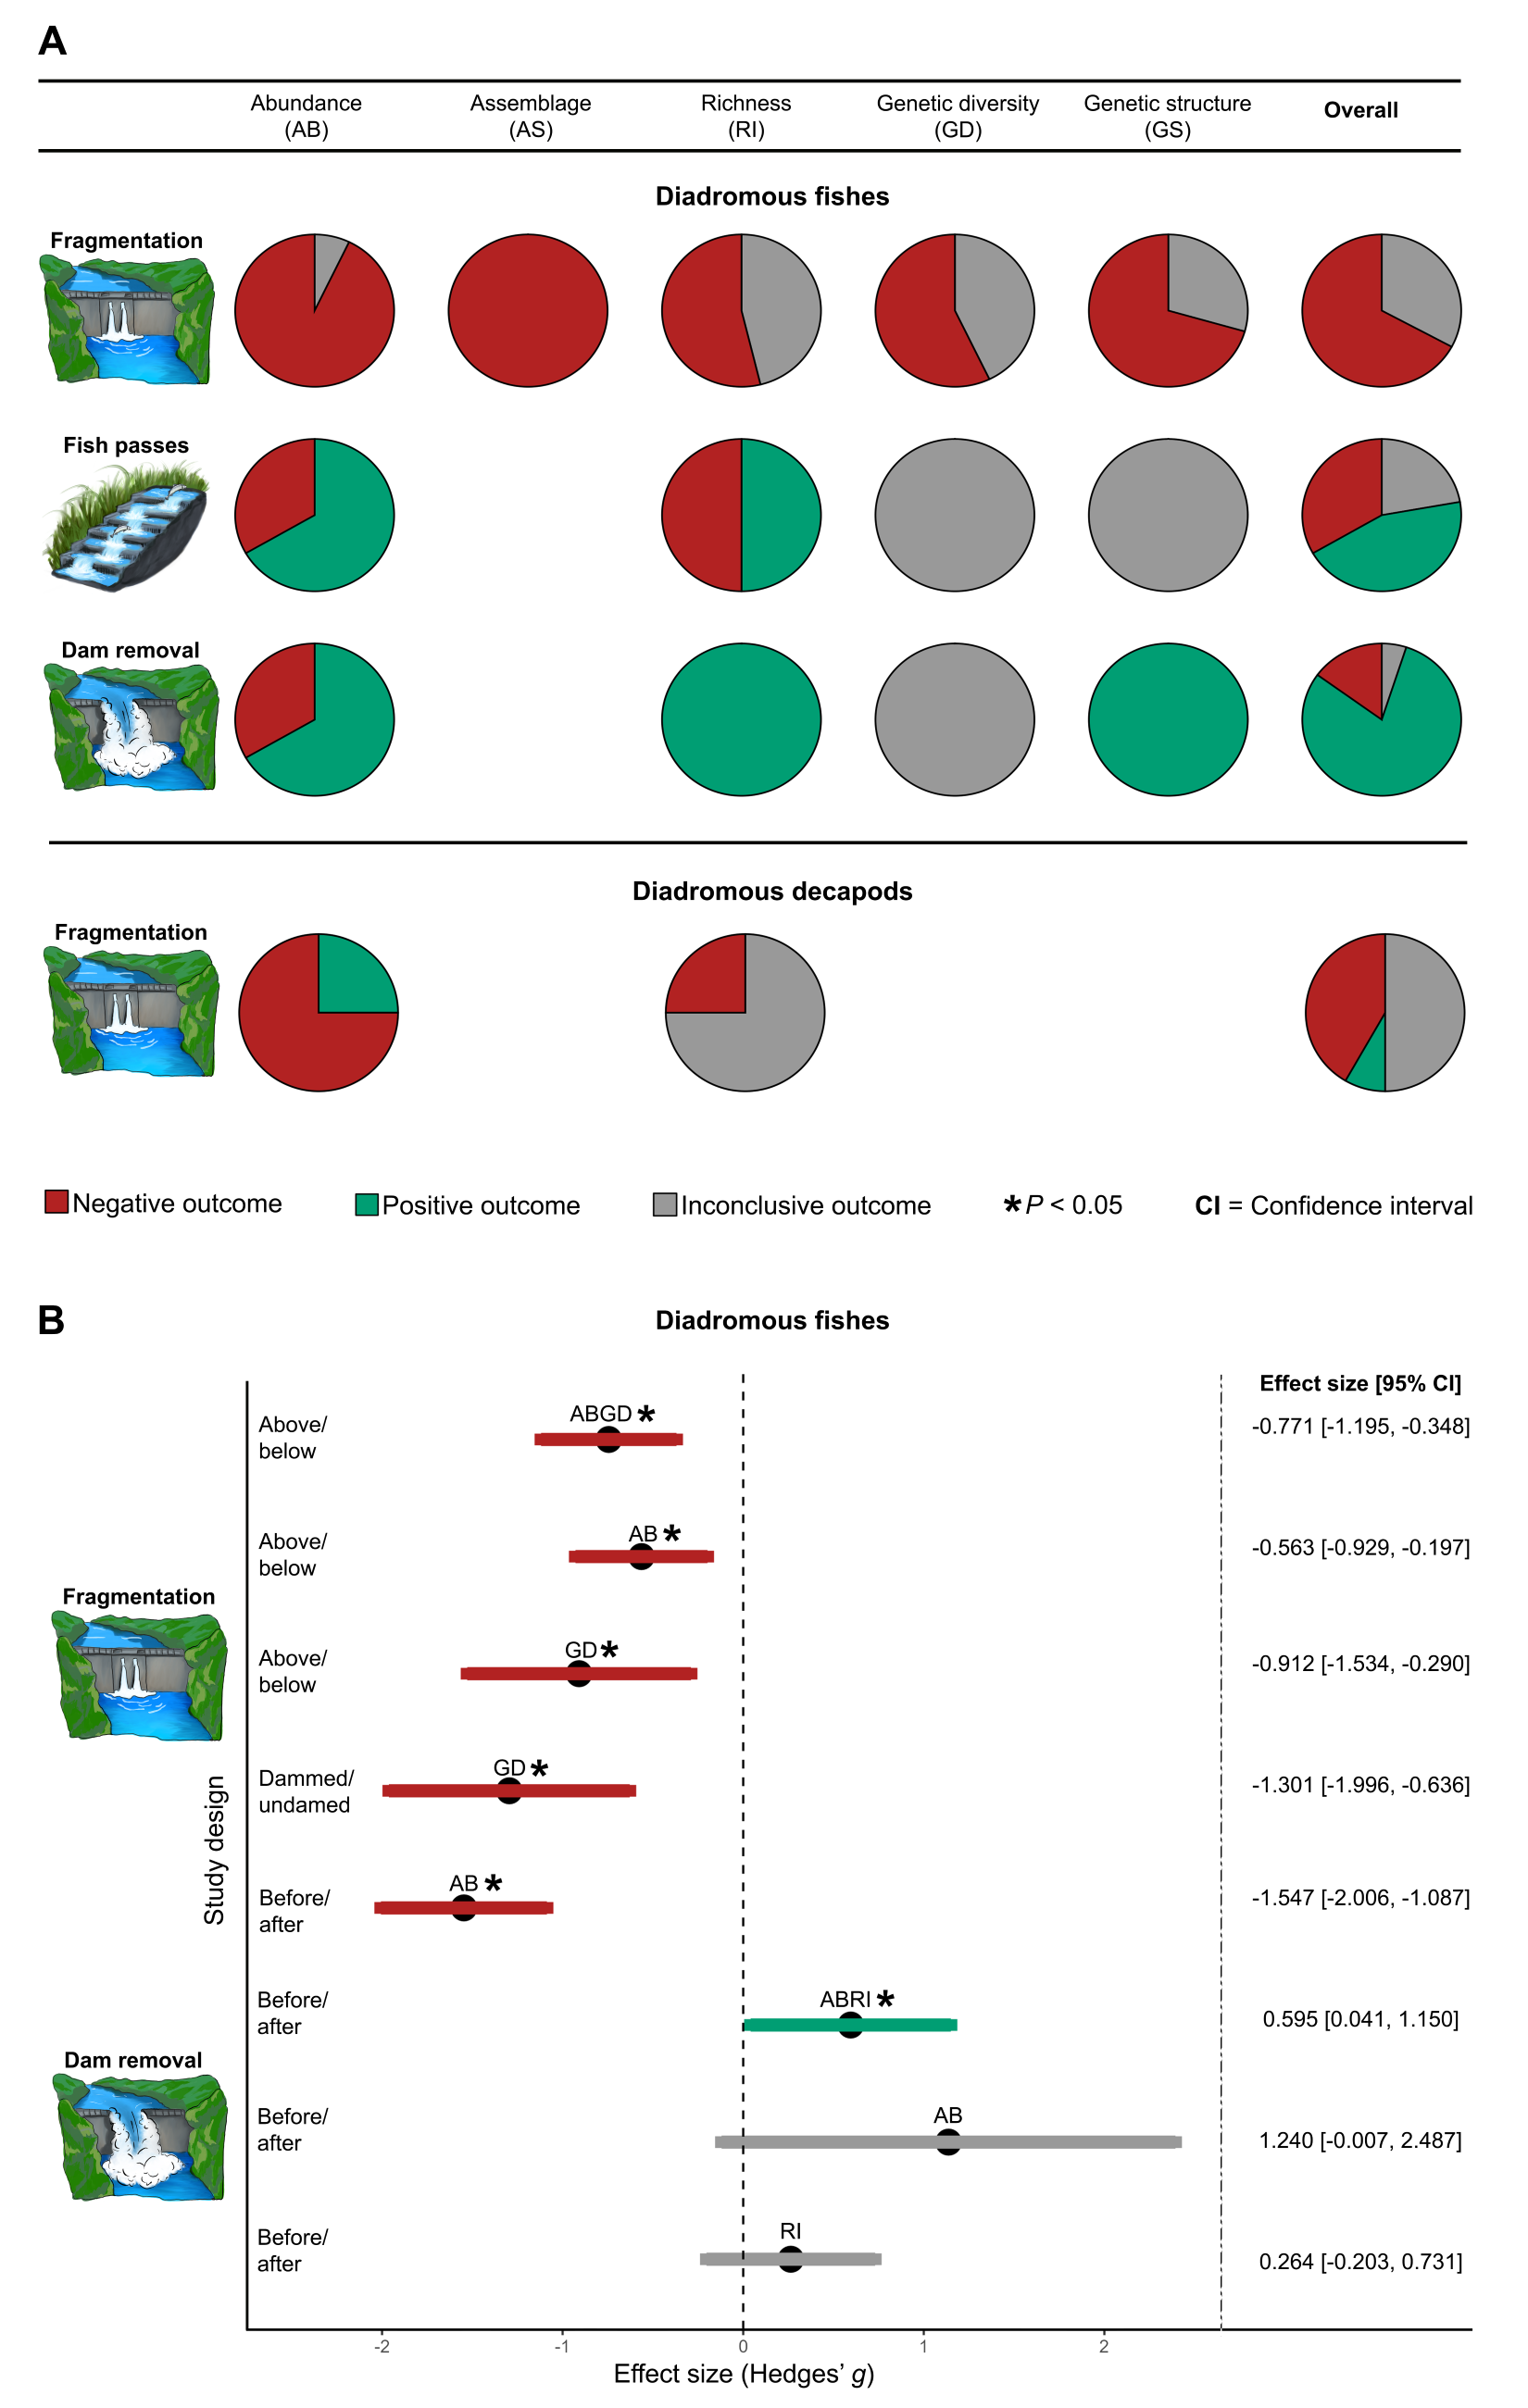 A
Abundance
(AB)
Assemblage
(AS)
Richness
(RI)
Genetic diversity
(GD)
Genetic structure
(GS)
Overall
Diadromous fishes
Fragmentation
Fish passes
Dam removal
Diadromous decapods
Fragmentation
Negative outcome
Positive outcome
Inconclusive outcome
* P < 0.05
CI = Confidence interval
B
Diadromous fishes
Effect size [95% CI]
Above/
below
ABGD *
-0.771 [-1.195, -0.348]
Above/
below
AB *
-0.563 [-0.929, -0.197]
Fragmentation
Above/
below
GD *
-0.912 [-1.534, -0.290]
Dammed/
undamed
GD *
-1.301 [-1.996, -0.636]
Study design
Before/
after
AB *
-1.547 [-2.006, -1.087]
Before/
after
ABRI *
0.595 [0.041, 1.150]
Dam removal
Before/
after
AB
1.240 [-0.007, 2.487]
Before/
after
RI
0.264 [-0.203, 0.731]
-2
-1
0
1
2
Effect size (Hedges’ g)